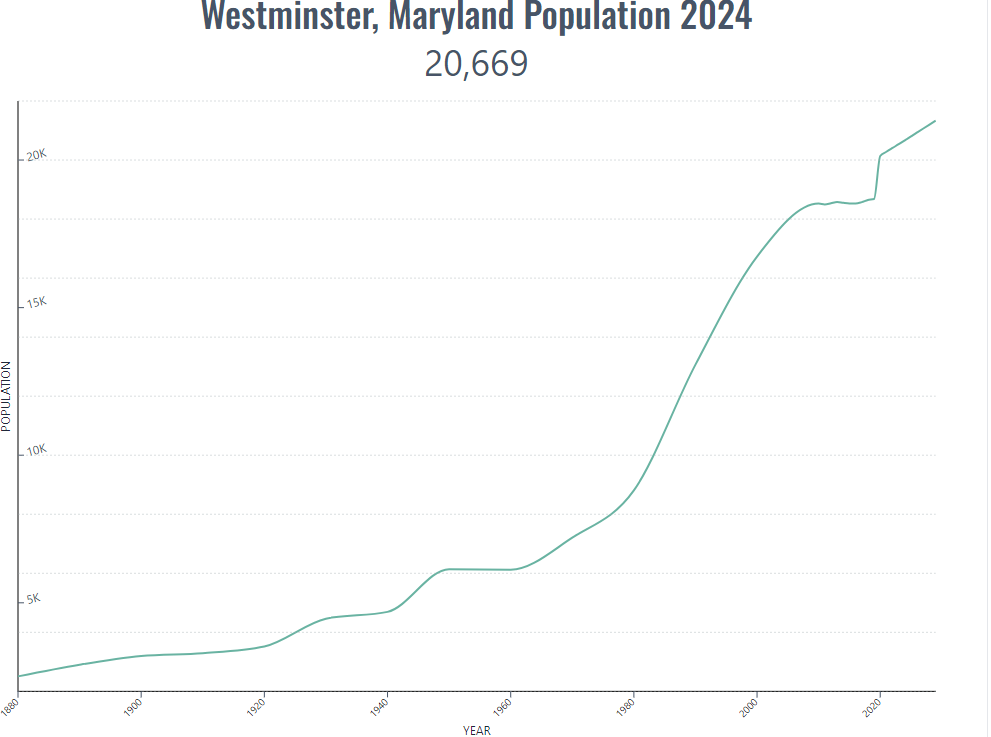 Westminster, Maryland Population 2024
20,669
20K
15K
10K
5K
POPULATION
1880
1900
1920
1940
1960
1980
2000
2020
YEAR